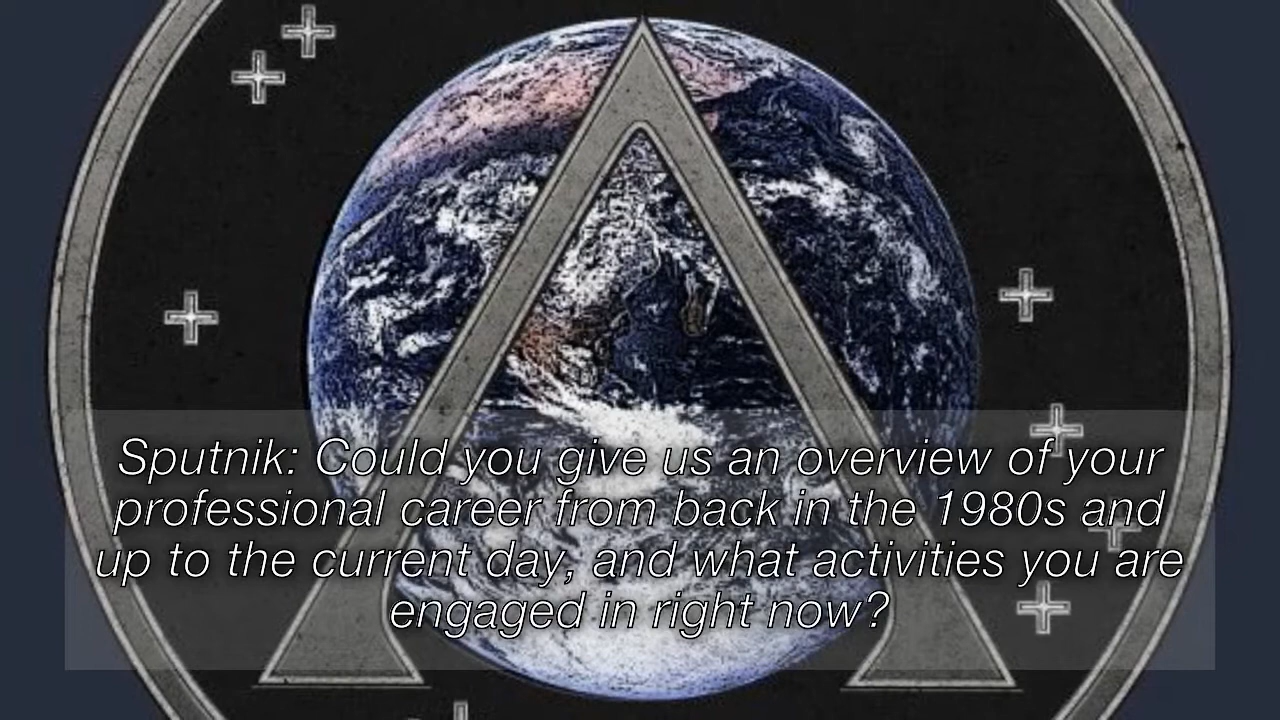 Sputnik: Could you give us an overview of your
professional career from back in the 1980s and
up to the current day, and what activities you are
engaged in right now?